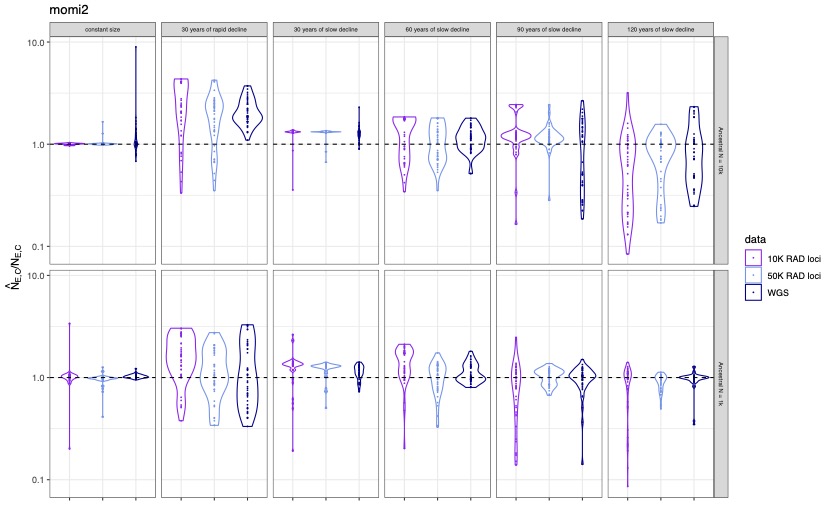 momi2
constant size
30 years of rapid decline
30 years of slow decline
60 years of slow decline
90 years of slow decline
120 years of slow decline
10.0
1.0
0.1
Ancestral N = 10k
10.0
1.0
0.1
Ancestral N = 1k
N̂E,C/NE,C
data
10K RAD loci
50K RAD loci
WGS